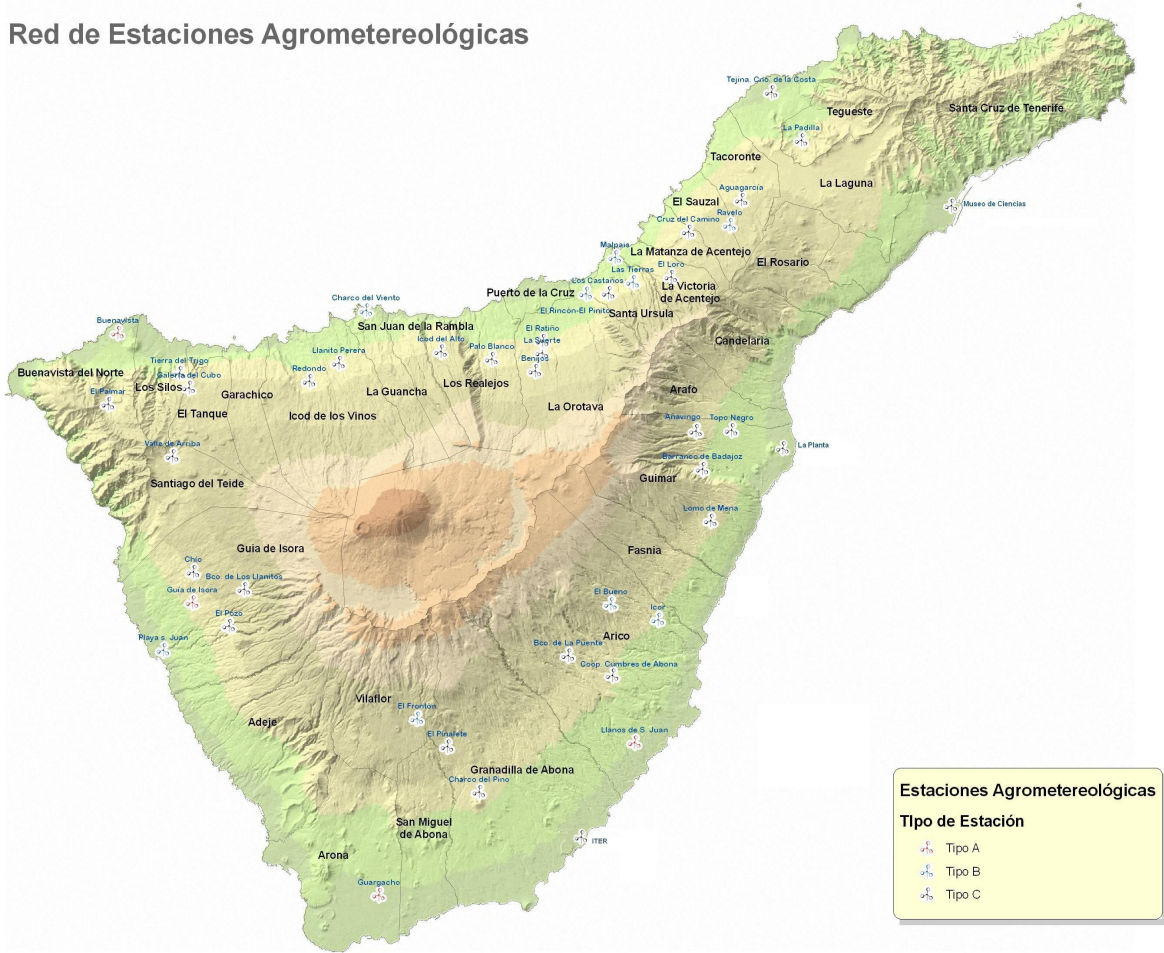 Red de Estaciones Agrometereológicas
Tejina. Cno. de la Costa
Tegueste
Santa Cruz de Tenerife
La Padilla
Tacoronte
La Laguna
Aguagarcía
El Sauzal
Museo de Ciencias
Ravelo
Cruz del Camino
Malpais
La Matanza de Acentejo
El Loro
El Rosario
Las Tierras
Los Castaños
La Victoria
de Acentejo
Puerto de la Cruz
Charco del Viento
El Rincón-El Pinito
Santa Ursula
Buenavista
San Juan de la Rambla
El Ratiño
Icod del Alto
La Suerte
Candelaria
Palo Blanco
Llanito Perera
Benijos
Tierra del Trigo
Redondo
Buenavista del Norte
Galería del Cubo
Los Silos
El Palmar
Garachico
La Guancha
Los Realejos
Arafo
El Tanque
Icod de los Vinos
La Orotava
Añavingo
Topo Negro
Valle de Arriba
La Planta
Barranco de Badajoz
Santiago del Teide
Guimar
Lomo de Mena
Guia de Isora
Fasnia
Chío
Bco. de Los Llanitos
Guía de Isora
El Bueno
El Pozo
Icor
Playa s. Juan
Arico
Bco. de La Puente
Coop. Cumbres de Abona
Vilaflor
El Frontón
Adeje
El Pinalete
Llanos de S. Juan
Granadilla de Abona
Charco del Pino
San Miguel
de Abona
ITER
Arona
Guargacho
Estaciones Agrometereológicas
TIpo de Estación
Tipo A
Tipo B
Tipo C